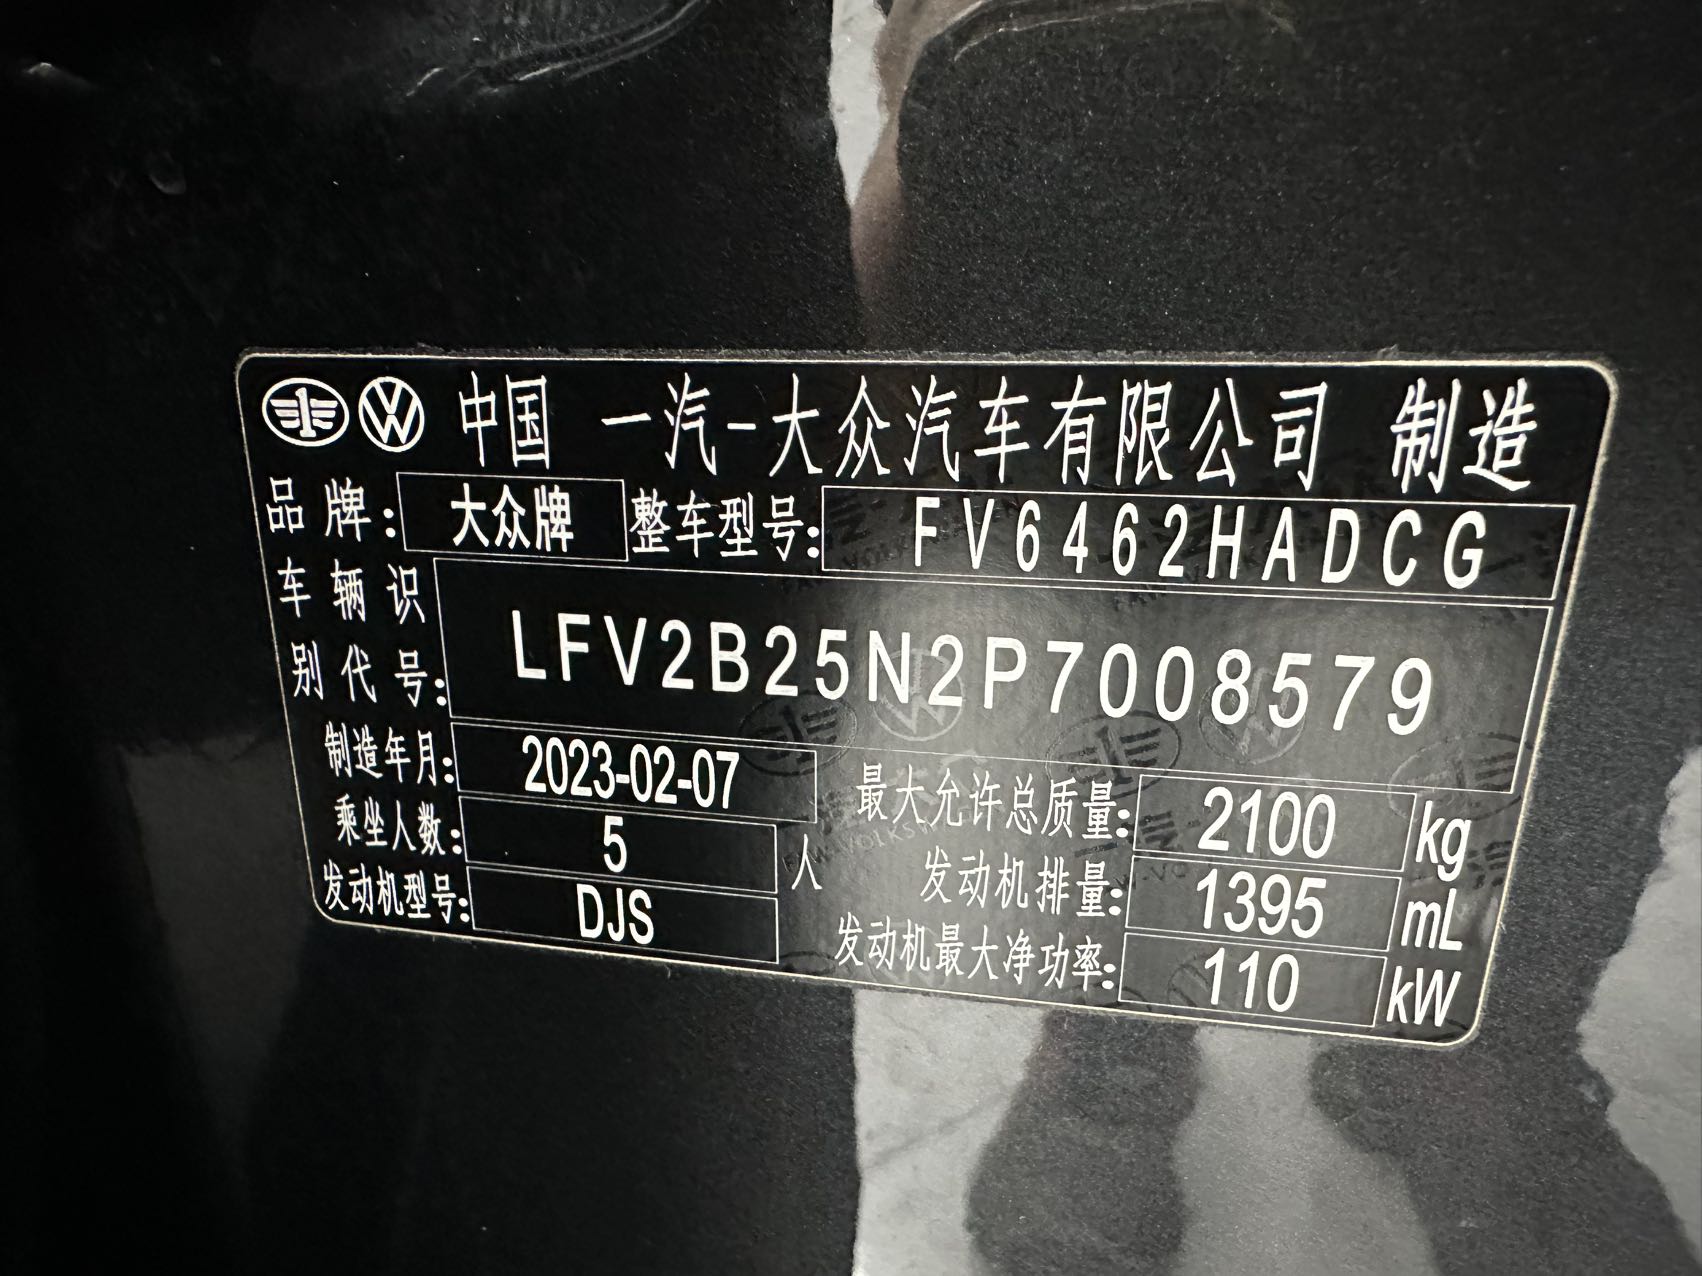 中国 一汽-大众汽车有限公司 制造
品牌: 大众牌 整车型号: FV6462HADCG
车辆识
别代号: LFV2B25N2P7008579
制造年月: 2023-02-07 最大允许总质量: 2100 kg
乘坐人数: 5 人 发动机排量: 1395 mL
发动机型号: DJS 发动机最大净功率: 110 kW